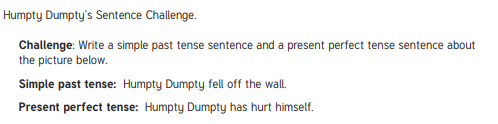 Humpty Dumpty's Sentence Challenge.
Challenge: Write a simple past tense sentence and a present perfect tense sentence about
the picture below.
Simple past tense: Humpty Dumpty fell off the wall.
Present perfect tense: Humpty Dumpty has hurt himself.